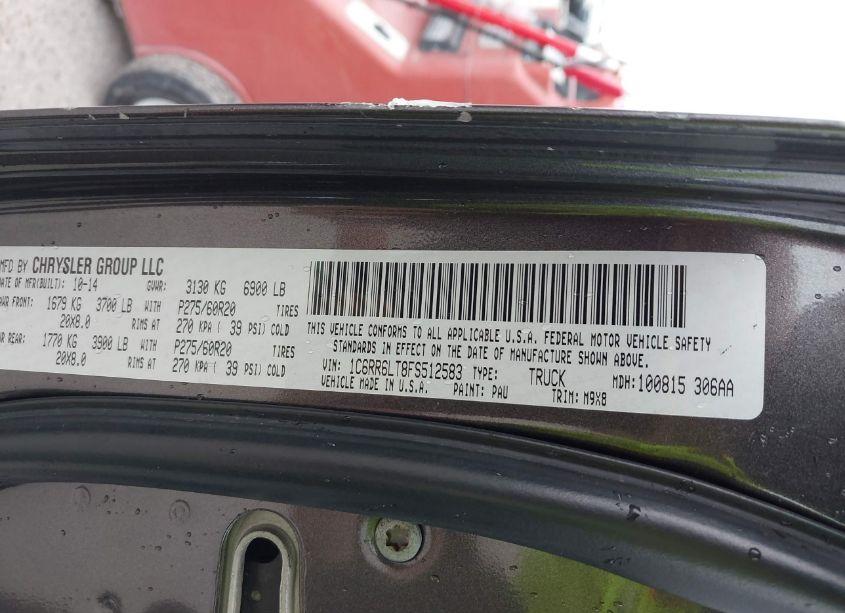 MFD BY CHRYSLER GROUP LLC
DATE OF MFR(BUILT): 10-14 GVWR: 3130 KG 6900 LB
FRONT: 1679 KG 3700 LB WITH P275/60R20 TIRES
20X8.0 RIMS AT 270 KPA ( 39 PSI) COLD
REAR: 1770 KG 3900 LB WITH P275/60R20 TIRES
20X8.0 RIMS AT 270 KPA ( 39 PSI) COLD
THIS VEHICLE CONFORMS TO ALL APPLICABLE U.S.A. FEDERAL MOTOR VEHICLE SAFETY
STANDARDS IN EFFECT ON THE DATE OF MANUFACTURE SHOWN ABOVE.
VIN: 1C6RR6LT8FS512583 TYPE: TRUCK MDH:100815 306AA
VEHICLE MADE IN U.S.A. PAINT: PAU TRIM: M9X8